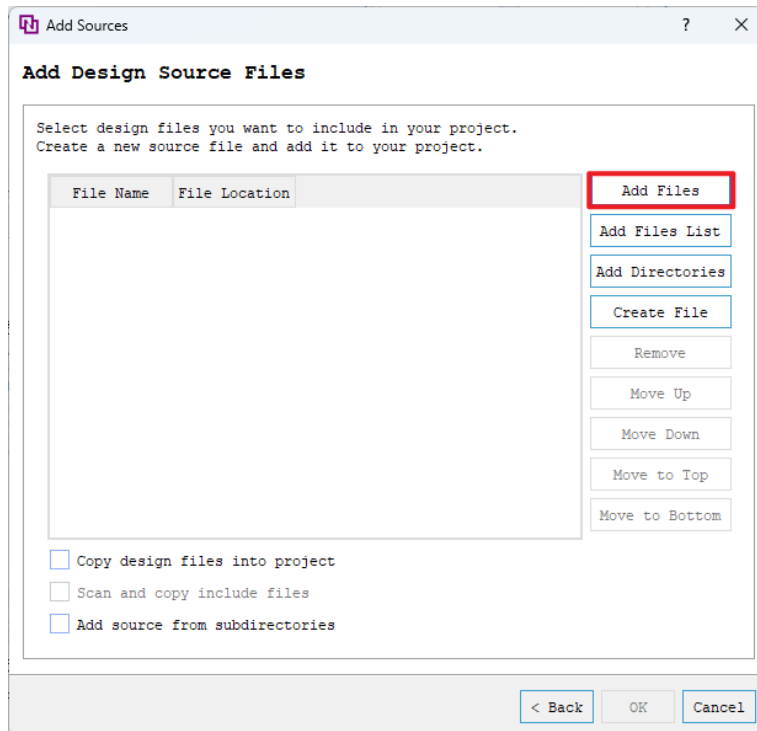 Add Sources
?
Add Design Source Files
Select design files you want to include in your project.
Create a new source file and add it to your project.
File Name File Location
Add Files
Add Files List
Add Directories
Create File
Remove
Move Up
Move Down
Move to Top
Move to Bottom
Copy design files into project
Scan and copy include files
Add source from subdirectories
< Back OK Cancel